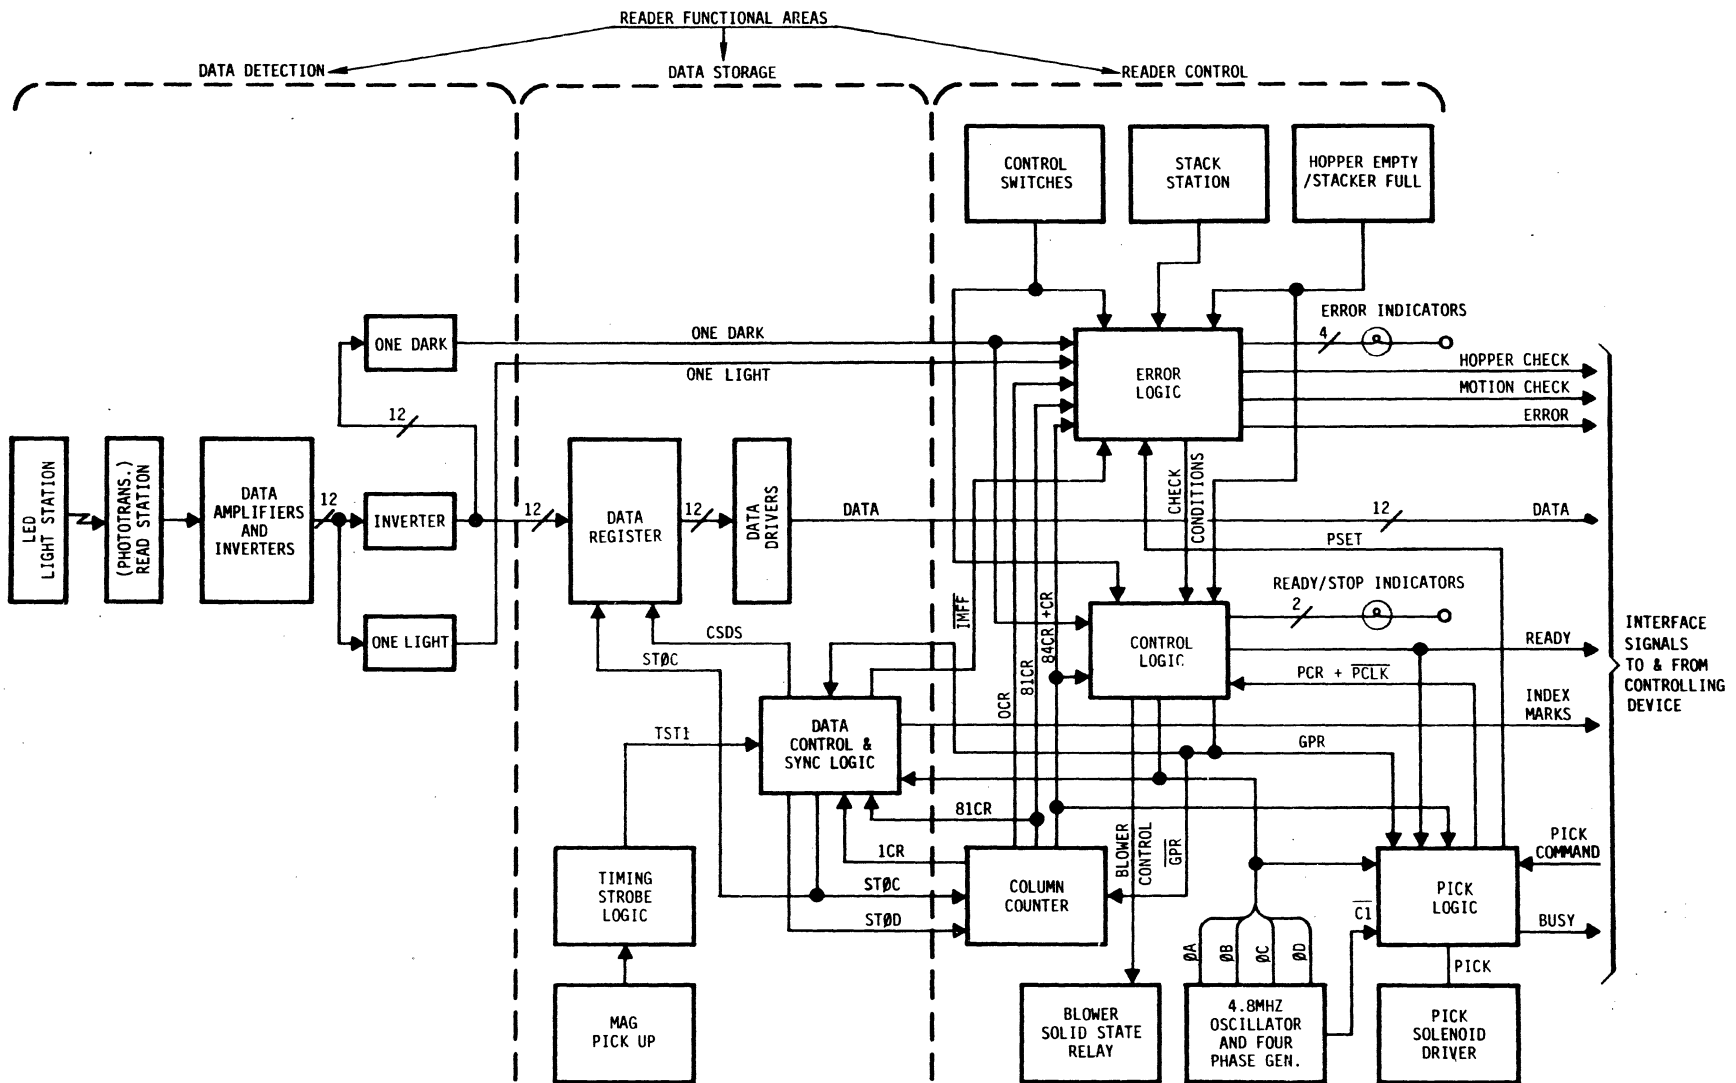 READER FUNCTIONAL AREAS
DATA DETECTION
DATA STORAGE
READER CONTROL
CONTROL
SWITCHES
STACK
STATION
HOPPER EMPTY
/STACKER FULL
ERROR INDICATORS
4
ONE DARK
ONE DARK
ONE LIGHT
ERROR
LOGIC
HOPPER CHECK
MOTION CHECK
ERROR
12
LED
LIGHT STATION
(PHOTOTRANS.)
READ STATION
DATA
AMPLIFIERS
AND
INVERTERS
12
INVERTER
12
DATA
REGISTER
12
DATA
DRIVERS
DATA
CHECK
CONDITIONS
12
DATA
PSET
READY/STOP INDICATORS
2
ONE LIGHT
CSDS
STØC
IMFF
OCR
81CR
84CR +CR
CONTROL
LOGIC
READY
PCR + PCLK
INTERFACE
SIGNALS
TO & FROM
CONTROLLING
DEVICE
INDEX
MARKS
TST1
DATA
CONTROL &
SYNC LOGIC
GPR
81CR
1CR
STØC
STØD
BLOWER
CONTROL
GPR
PICK
COMMAND
TIMING
STROBE
LOGIC
COLUMN
COUNTER
PICK
LOGIC
C1
BUSY
ØA
ØB
ØC
ØD
PICK
MAG
PICK UP
BLOWER
SOLID STATE
RELAY
4.8MHZ
OSCILLATOR
AND FOUR
PHASE GEN.
PICK
SOLENOID
DRIVER